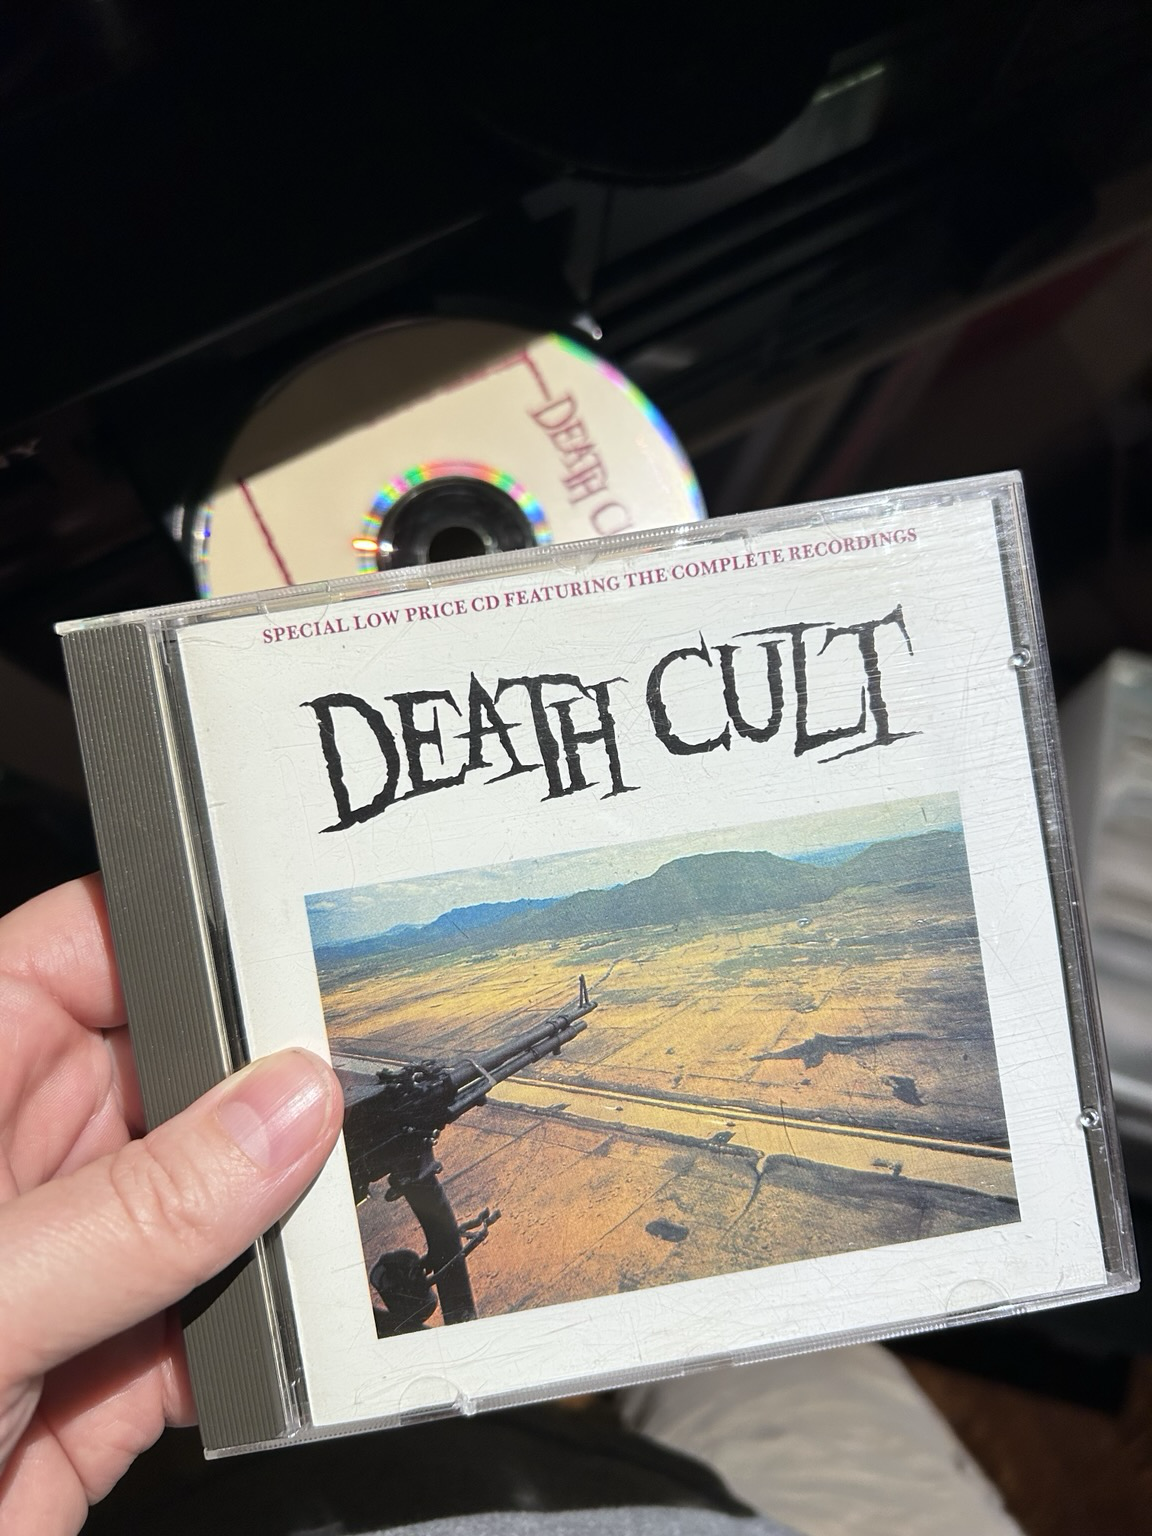 DEATH
SPECIAL LOW PRICE CD FEATURING THE COMPLETE RECORDINGS
DEATH CULT